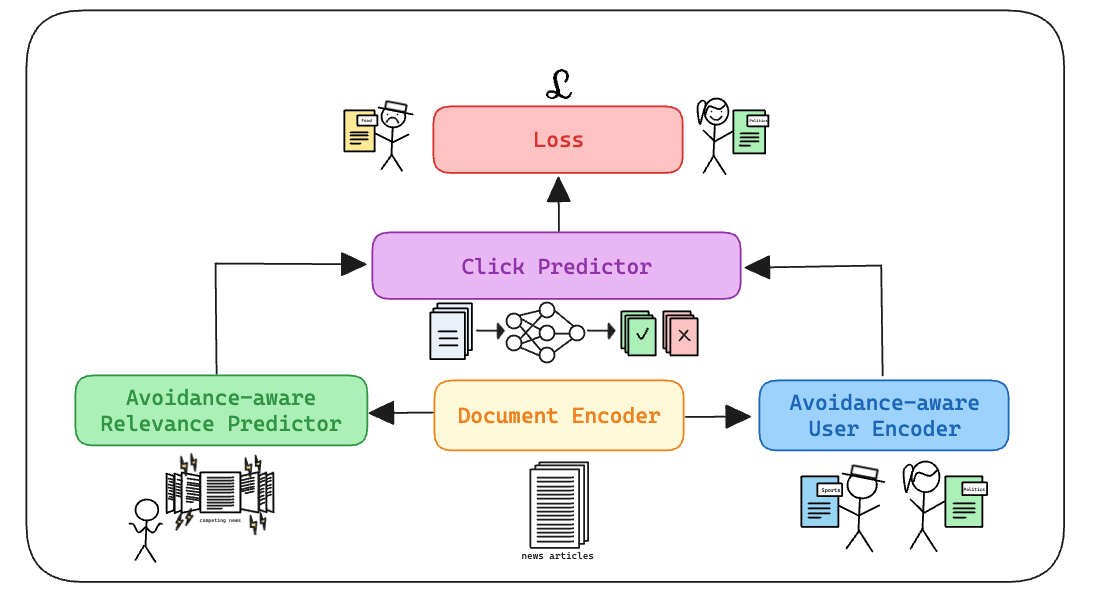 ℒ
Food
Loss
Politics
Click Predictor
Avoidance-aware
Relevance Predictor
Document Encoder
Avoidance-aware
User Encoder
competing news
news articles
Sports
Politics